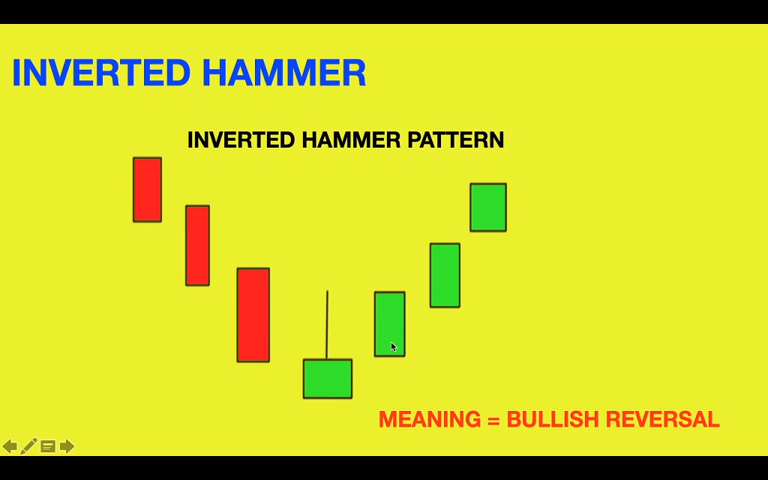 INVERTED HAMMER
INVERTED HAMMER PATTERN
MEANING = BULLISH REVERSAL